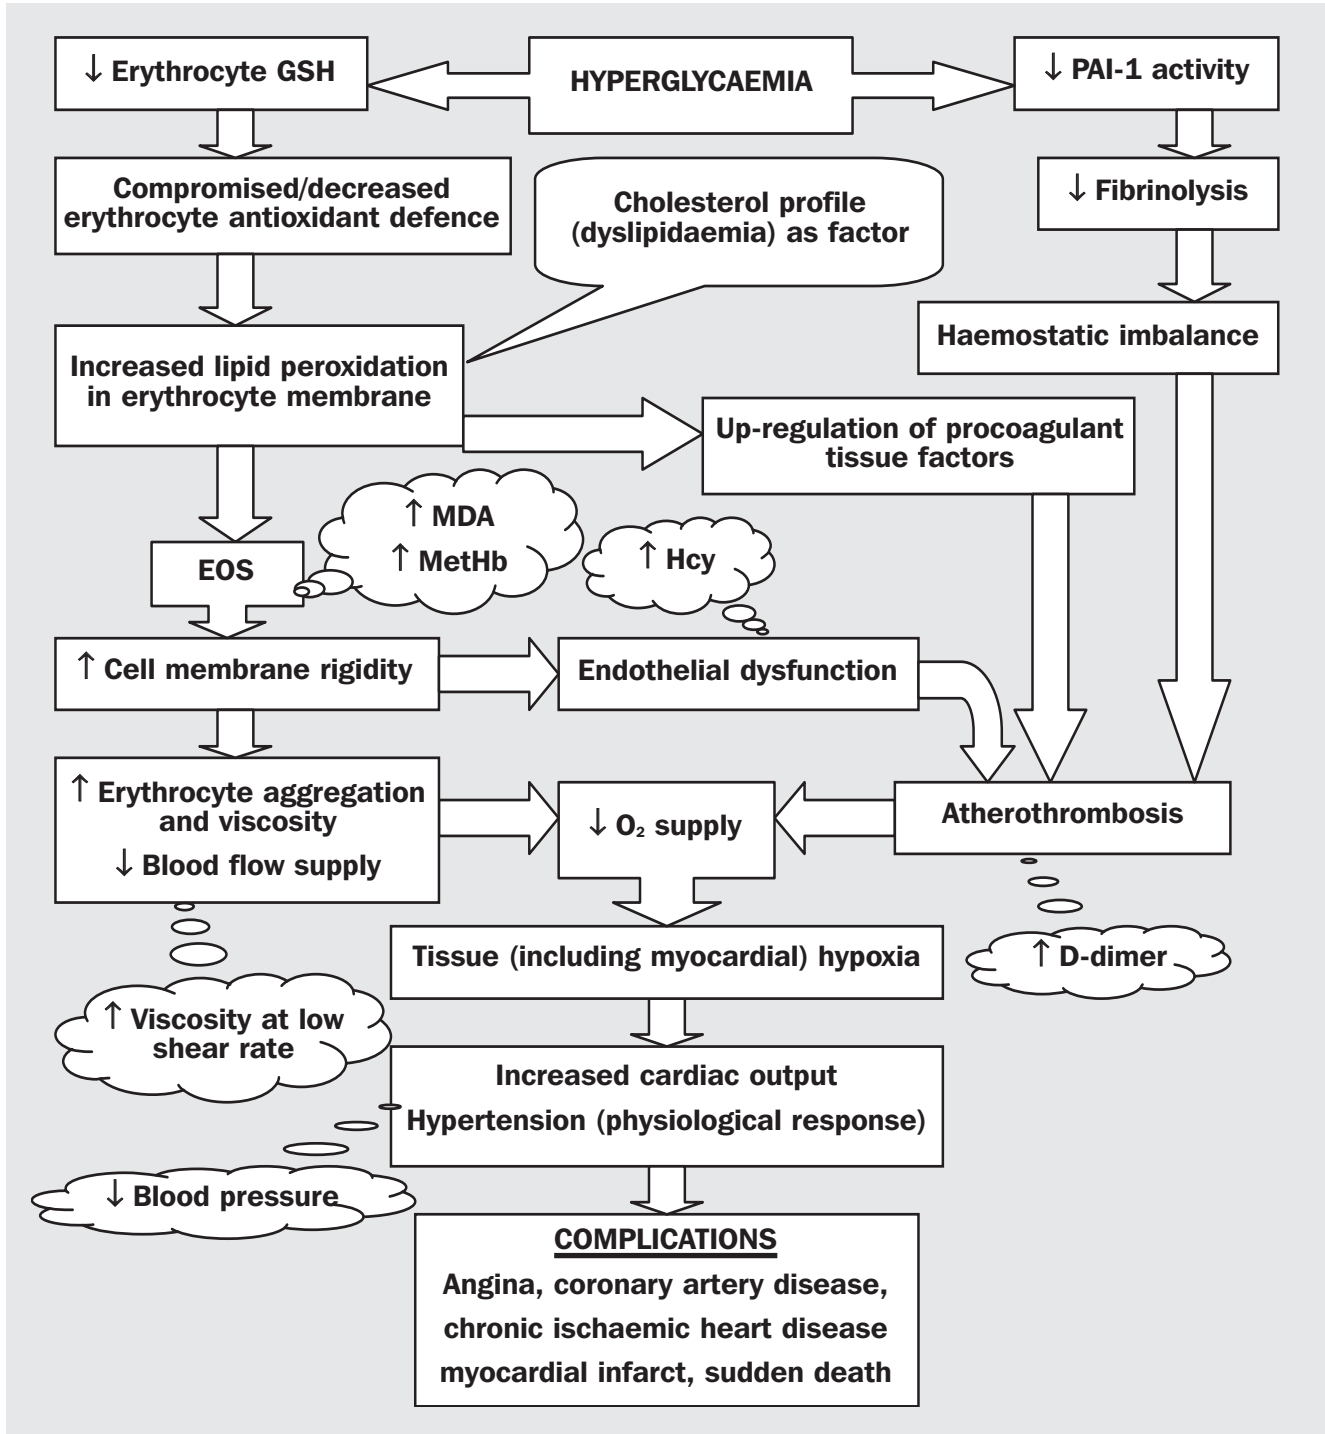 ↓ Erythrocyte GSH
HYPERGLYCAEMIA
↓ PAI-1 activity
Compromised/decreased
erythrocyte antioxidant defence
Cholesterol profile
(dyslipidaemia) as factor
↓ Fibrinolysis
Haemostatic imbalance
Increased lipid peroxidation
in erythrocyte membrane
Up-regulation of procoagulant
tissue factors
↑ MDA
↑ MetHb
↑ Hcy
EOS
↑ Cell membrane rigidity
Endothelial dysfunction
↑ Erythrocyte aggregation
and viscosity
↓ Blood flow supply
↓ O₂ supply
Atherothrombosis
Tissue (including myocardial) hypoxia
↑ D-dimer
↑ Viscosity at low
shear rate
Increased cardiac output
Hypertension (physiological response)
↓ Blood pressure
COMPLICATIONS
Angina, coronary artery disease,
chronic ischaemic heart disease
myocardial infarct, sudden death